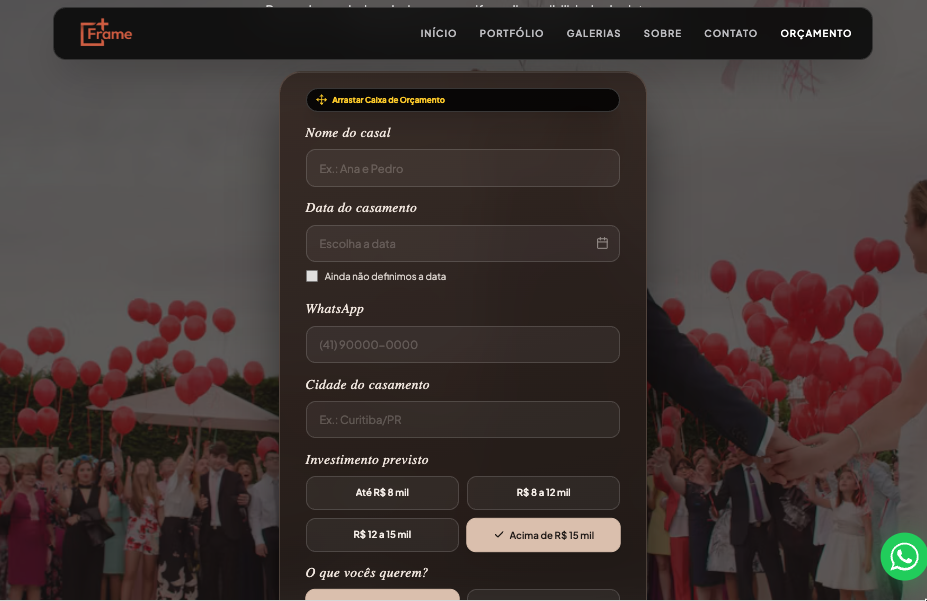 Frame
INÍCIO PORTFÓLIO GALERIAS SOBRE CONTATO ORÇAMENTO
Arrastar Caixa de Orçamento
Nome do casal
Ex.: Ana e Pedro
Data do casamento
Escolha a data
Ainda não definimos a data
WhatsApp
(41) 90000-0000
Cidade do casamento
Ex.: Curitiba/PR
Investimento previsto
Até R$ 8 mil R$ 8 a 12 mil
R$ 12 a 15 mil Acima de R$ 15 mil
O que vocês querem?